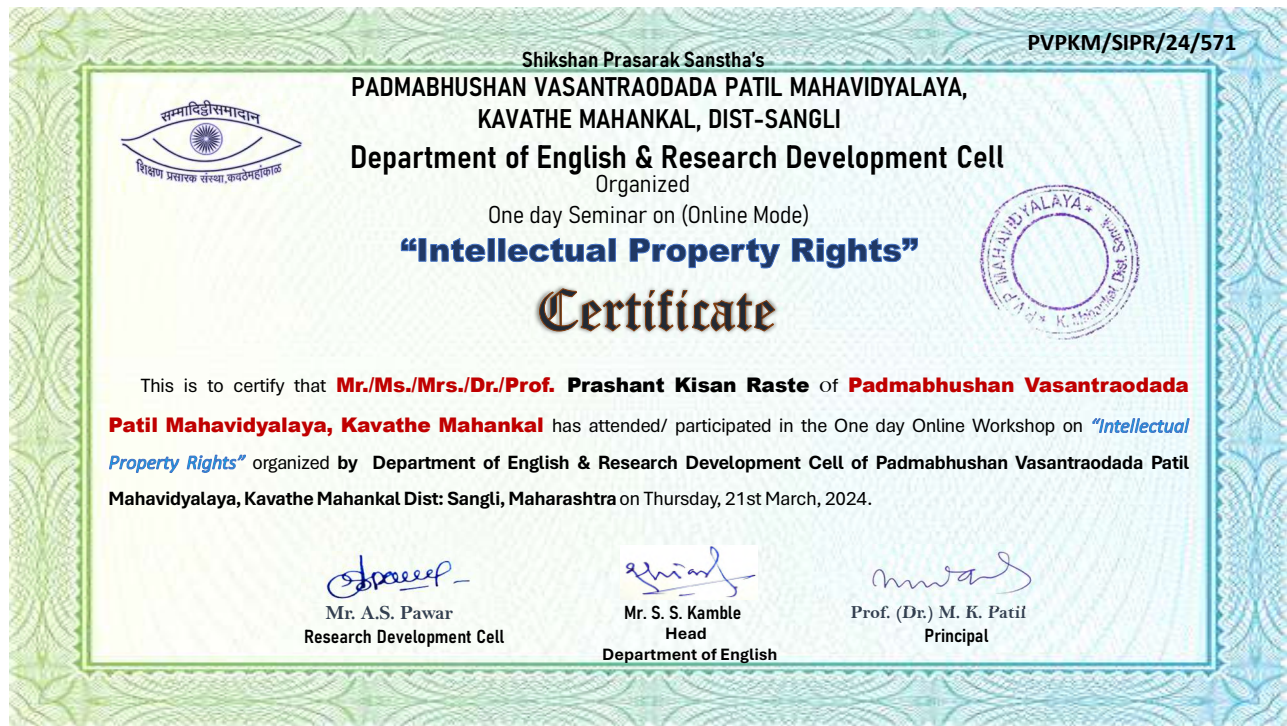 PVPKM/SIPR/24/571
Shikshan Prasarak Sanstha's
PADMABHUSHAN VASANTRAODADA PATIL MAHAVIDYALAYA,
KAVATHE MAHANKAL, DIST-SANGLI
Department of English & Research Development Cell
Organized
One day Seminar on (Online Mode)
“Intellectual Property Rights”
Certificate
सम्मादिट्ठीसमादान
शिक्षण प्रसारक संस्था,कवठेमहांकाळ
P.V.P. MAHAVIDYALAYA
This is to certify that Mr./Ms./Mrs./Dr./Prof. Prashant Kisan Raste of Padmabhushan Vasantraodada
Patil Mahavidyalaya, Kavathe Mahankal has attended/ participated in the One day Online Workshop on “Intellectual
Property Rights” organized by Department of English & Research Development Cell of Padmabhushan Vasantraodada Patil
Mahavidyalaya, Kavathe Mahankal Dist: Sangli, Maharashtra on Thursday, 21st March, 2024.
Mr. A.S. Pawar
Research Development Cell
Mr. S. S. Kamble
Head
Department of English
Prof. (Dr.) M. K. Patil
Principal